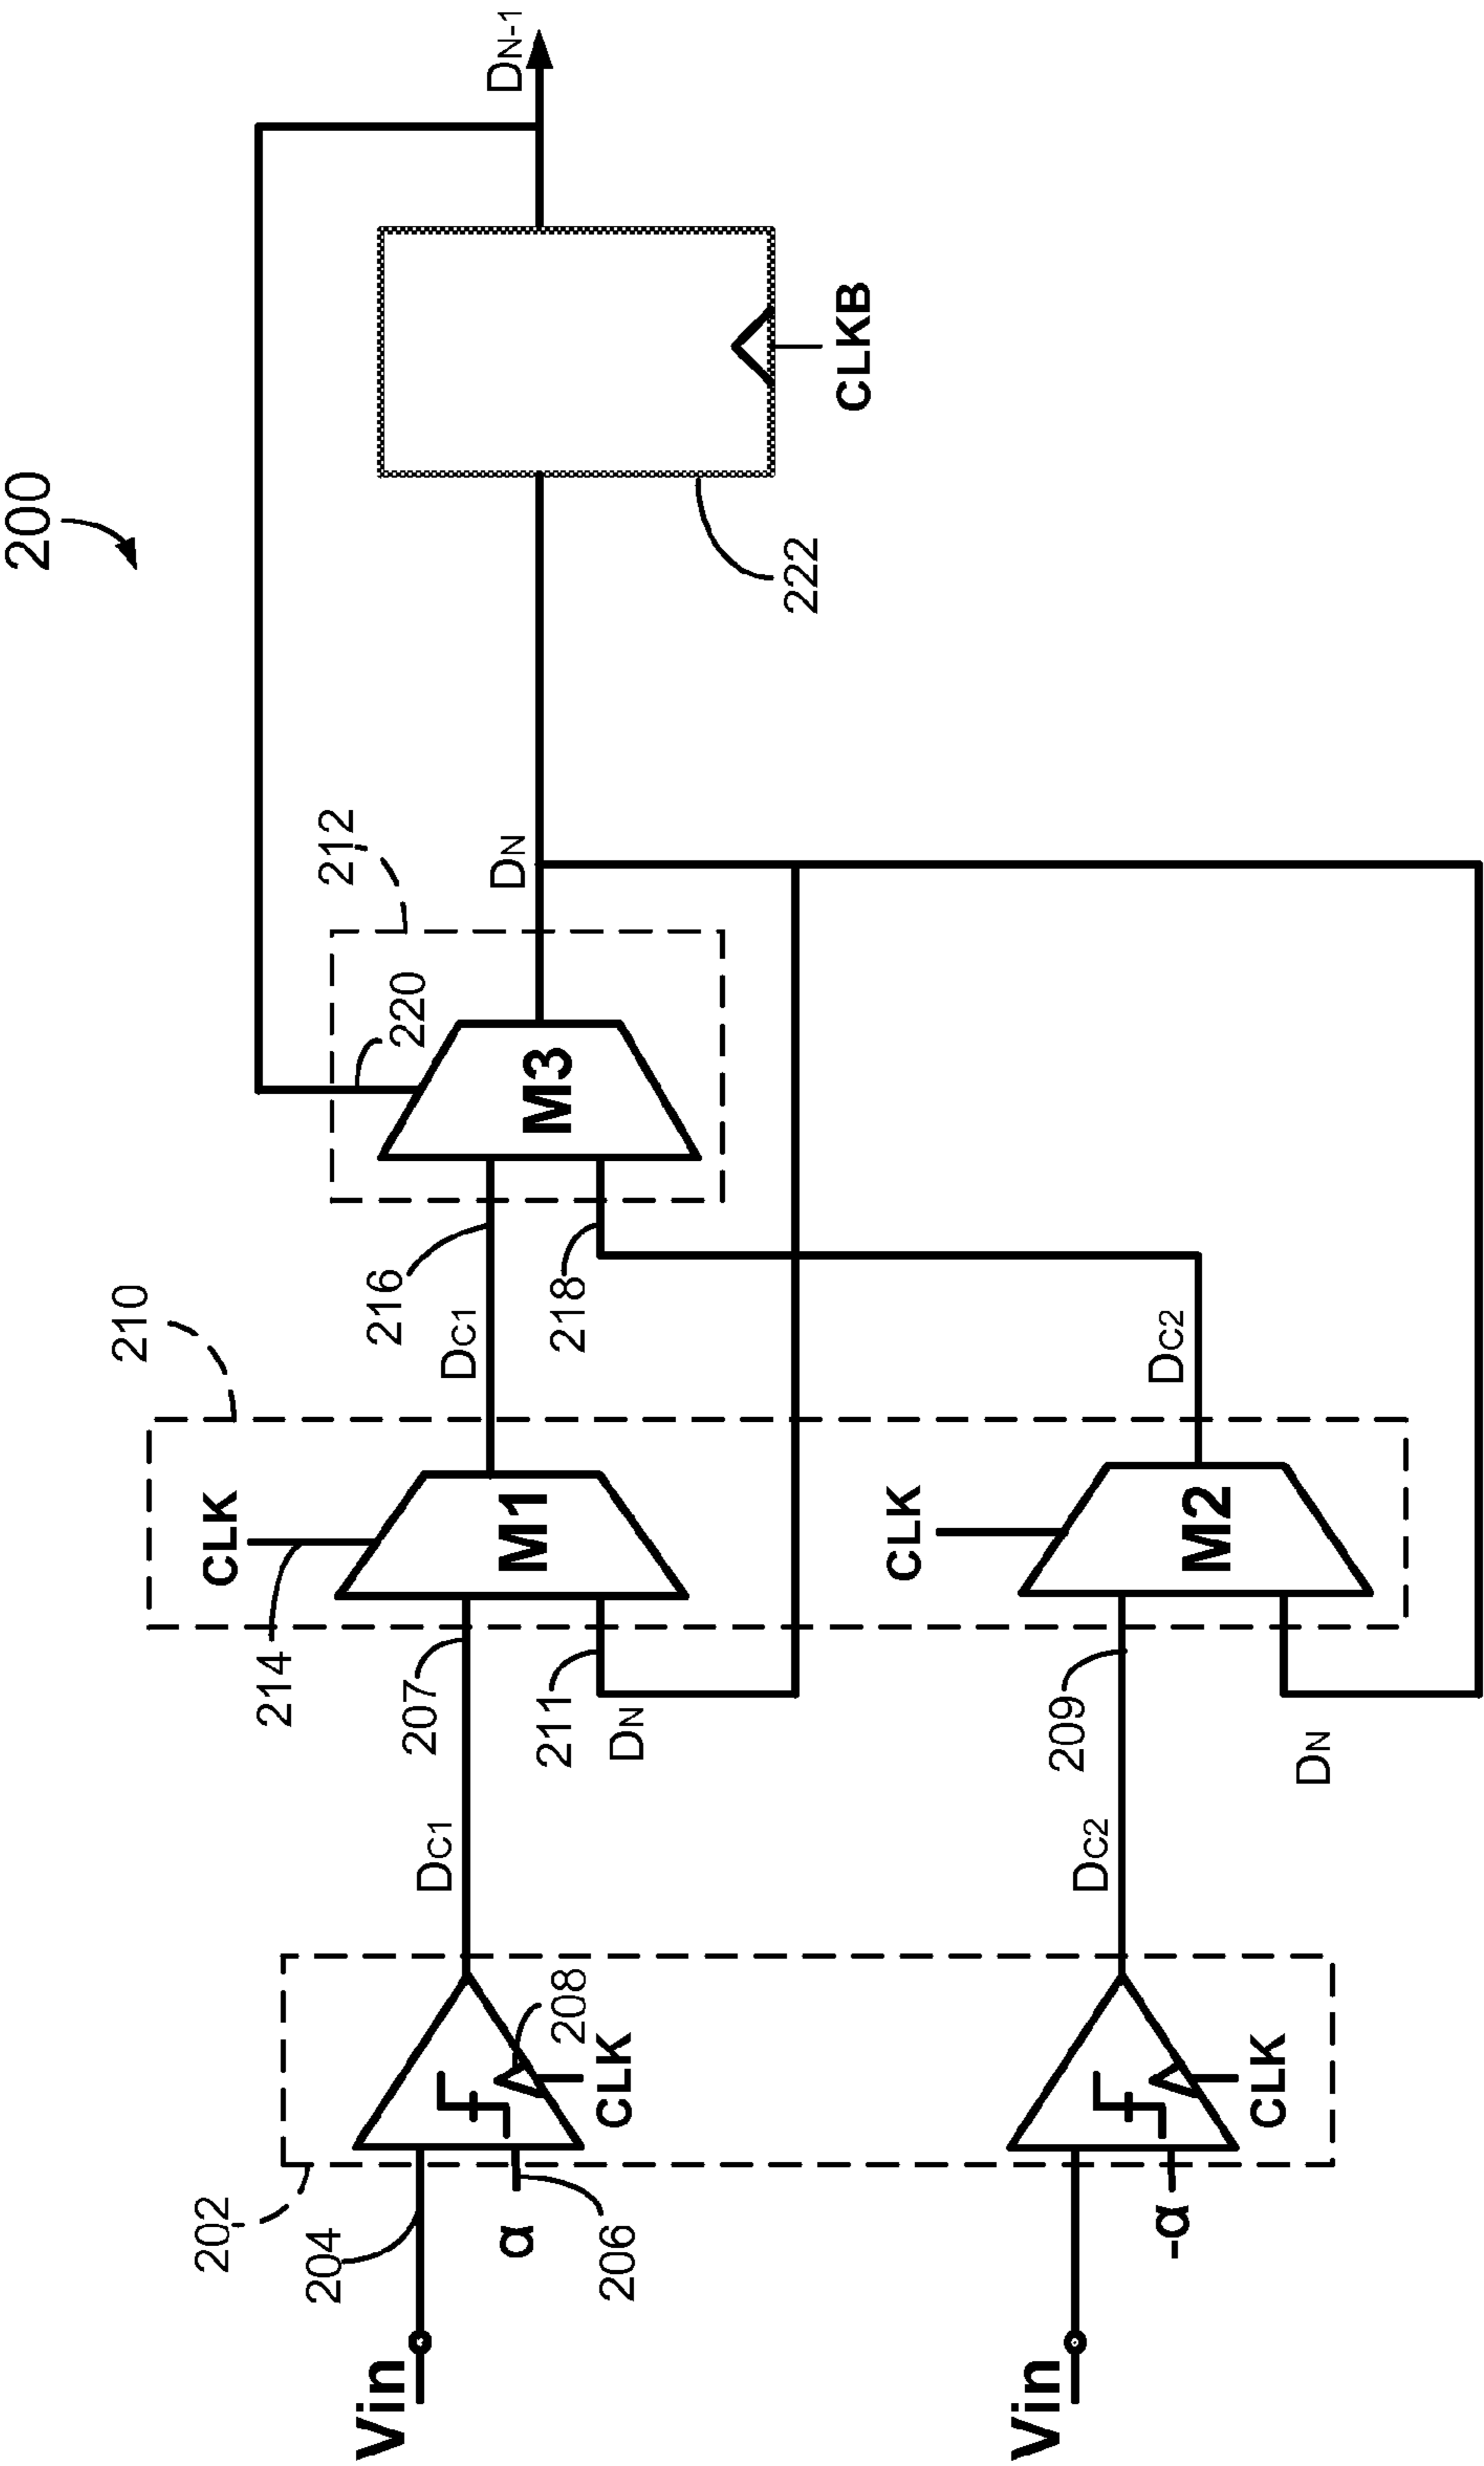 200
DN-1
222
CLKB
212
220
DN
M3
210
216
218
DC1
DC2
CLK
214
M1
CLK
M2
207
211
DN
209
DN
DC1
DC2
202
204
208
CLK
α
206
Vin
CLK
-α
Vin